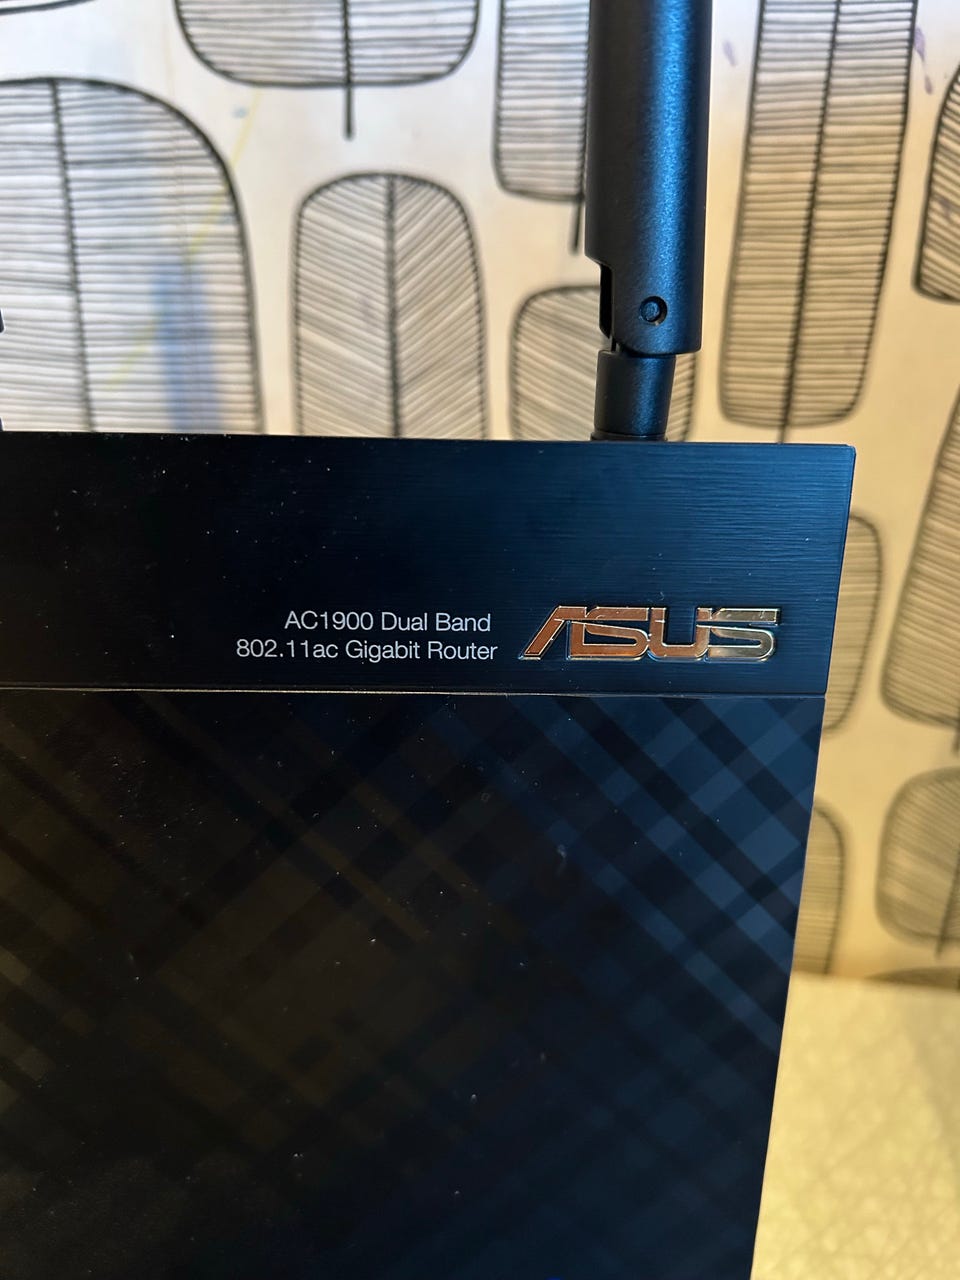 AC1900 Dual Band
802.11ac Gigabit Router
ASUS